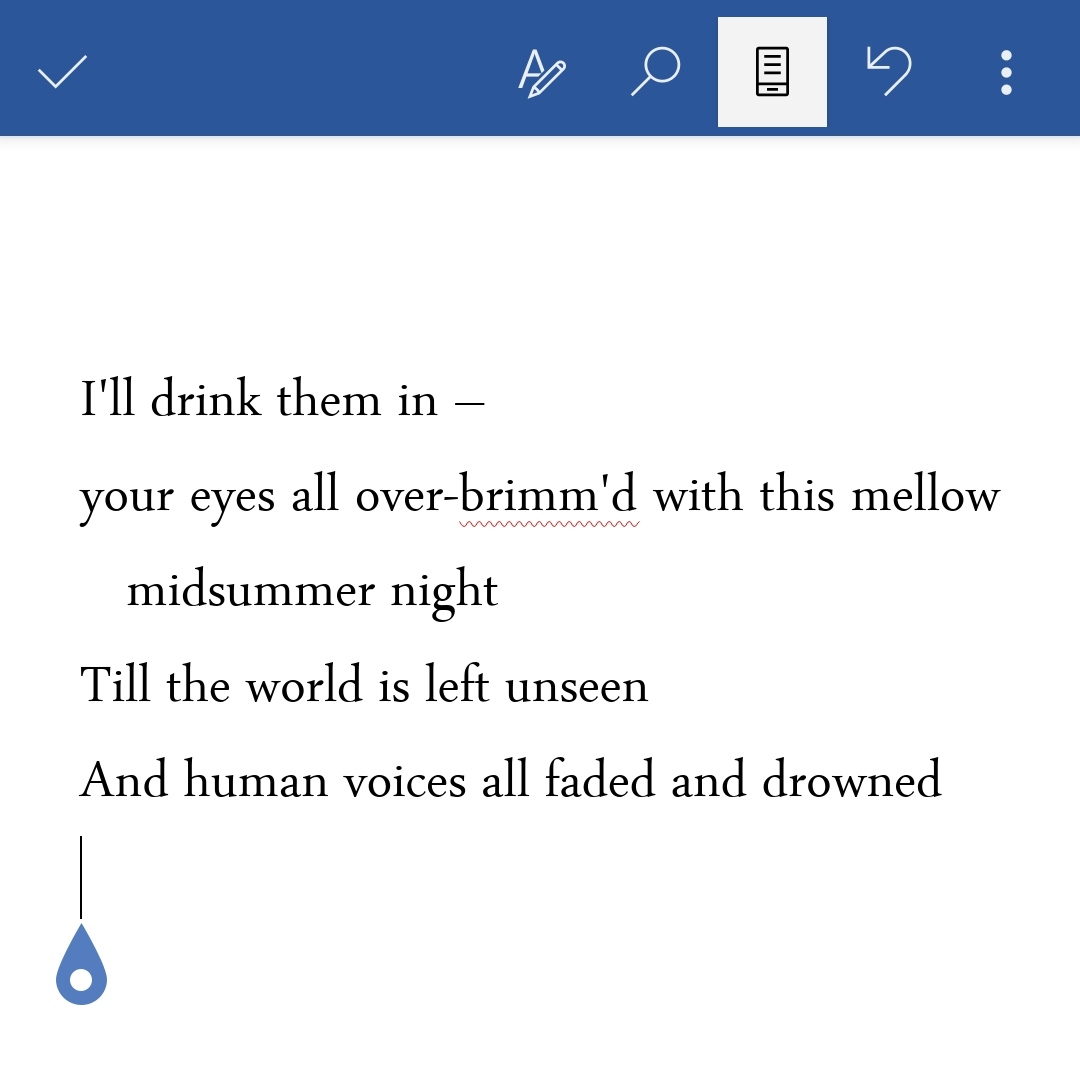 I'll drink them in –
your eyes all over-brimm'd with this mellow
midsummer night
Till the world is left unseen
And human voices all faded and drowned